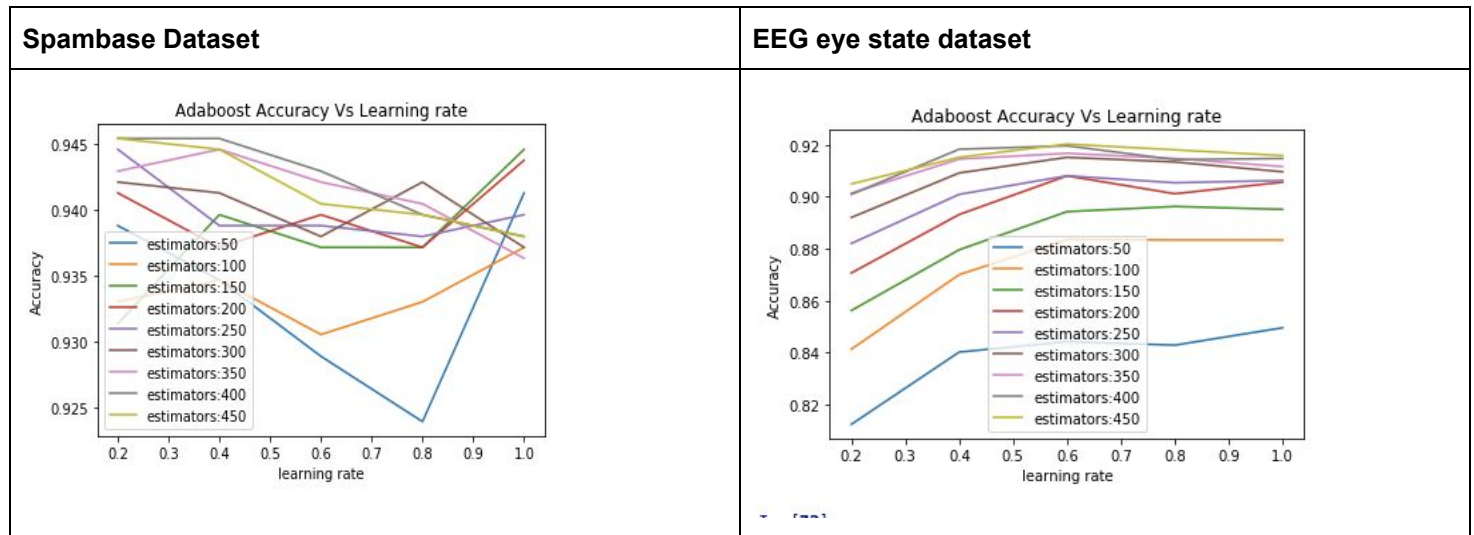 Spambase Dataset
EEG eye state dataset
Adaboost Accuracy Vs Learning rate
Accuracy
0.945
0.940
0.935
0.930
0.925
estimators:50
estimators:100
estimators:150
estimators:200
estimators:250
estimators:300
estimators:350
estimators:400
estimators:450
0.2 0.3 0.4 0.5 0.6 0.7 0.8 0.9 1.0
learning rate
Adaboost Accuracy Vs Learning rate
Accuracy
0.92
0.90
0.88
0.86
0.84
0.82
estimators:50
estimators:100
estimators:150
estimators:200
estimators:250
estimators:300
estimators:350
estimators:400
estimators:450
0.2 0.3 0.4 0.5 0.6 0.7 0.8 0.9 1.0
learning rate